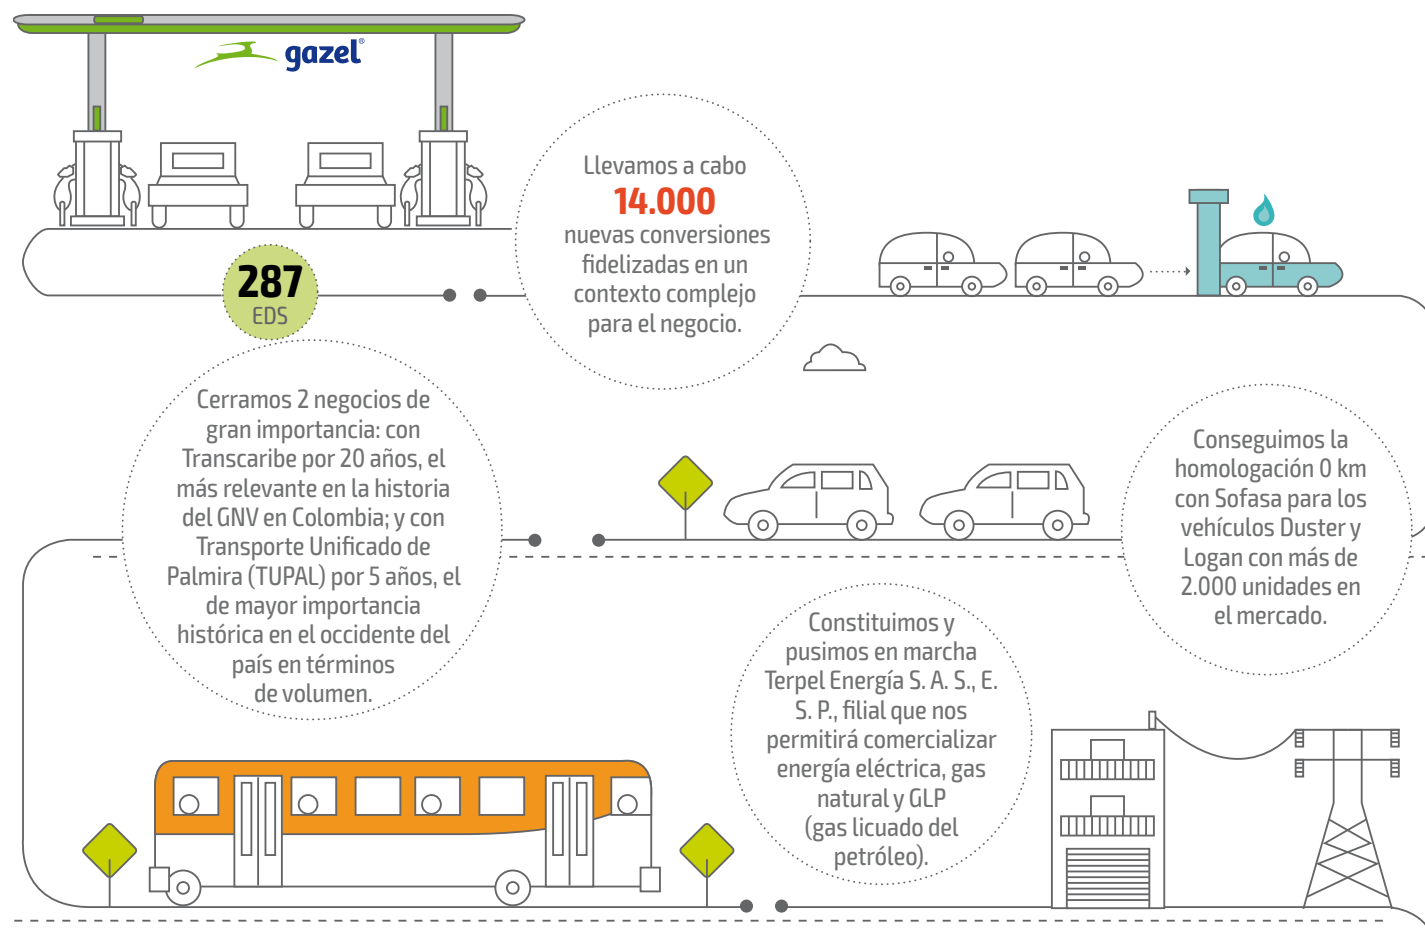 gazel®
287
EDS
Llevamos a cabo
14.000
nuevas conversiones
fidelizadas en un
contexto complejo
para el negocio.
Cerramos 2 negocios de
gran importancia: con
Transcaribe por 20 años, el
más relevante en la historia
del GNV en Colombia; y con
Transporte Unificado de
Palmira (TUPAL) por 5 años, el
de mayor importancia
histórica en el occidente del
país en términos
de volumen.
Conseguimos la
homologación 0 km
con Sofasa para los
vehículos Duster y
Logan con más de
2.000 unidades en
el mercado.
Constituimos y
pusimos en marcha
Terpel Energía S. A. S., E.
S. P., filial que nos
permitirá comercializar
energía eléctrica, gas
natural y GLP
(gas licuado del
petróleo).